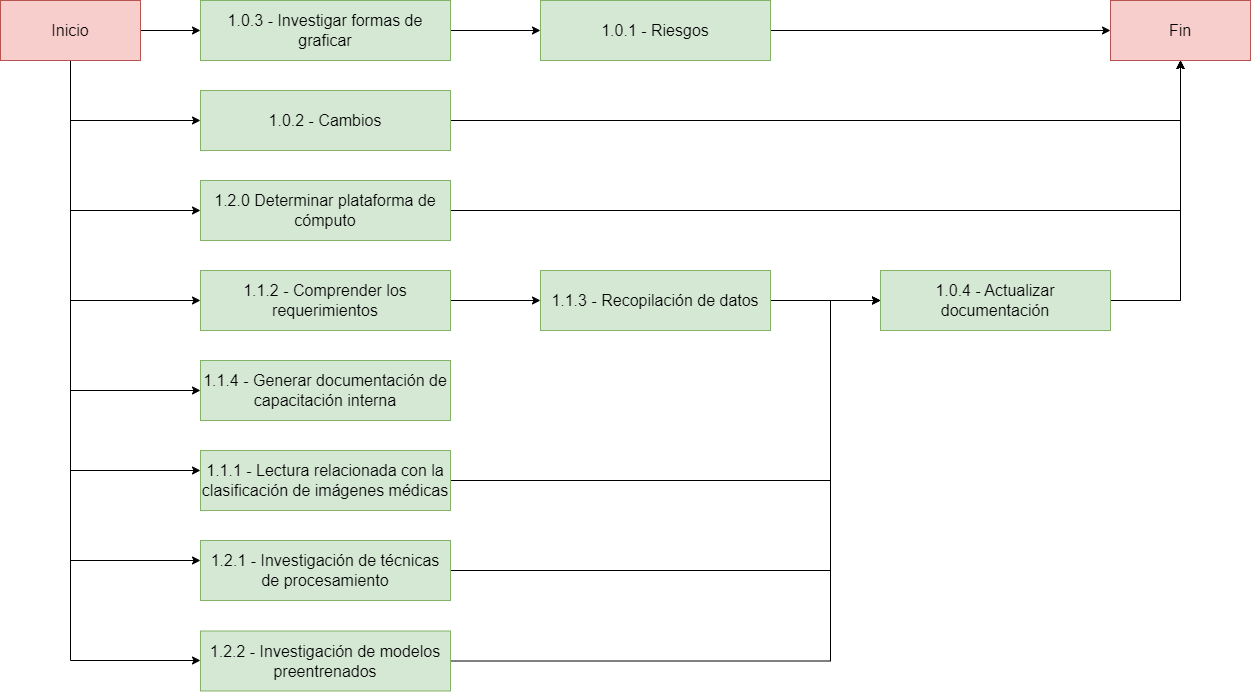 Inicio
1.0.3 - Investigar formas de
graficar
1.0.1 - Riesgos
Fin
1.0.2 - Cambios
1.2.0 Determinar plataforma de
cómputo
1.1.2 - Comprender los
requerimientos
1.1.3 - Recopilación de datos
1.0.4 - Actualizar
documentación
1.1.4 - Generar documentación de
capacitación interna
1.1.1 - Lectura relacionada con la
clasificación de imágenes médicas
1.2.1 - Investigación de técnicas
de procesamiento
1.2.2 - Investigación de modelos
preentrenados